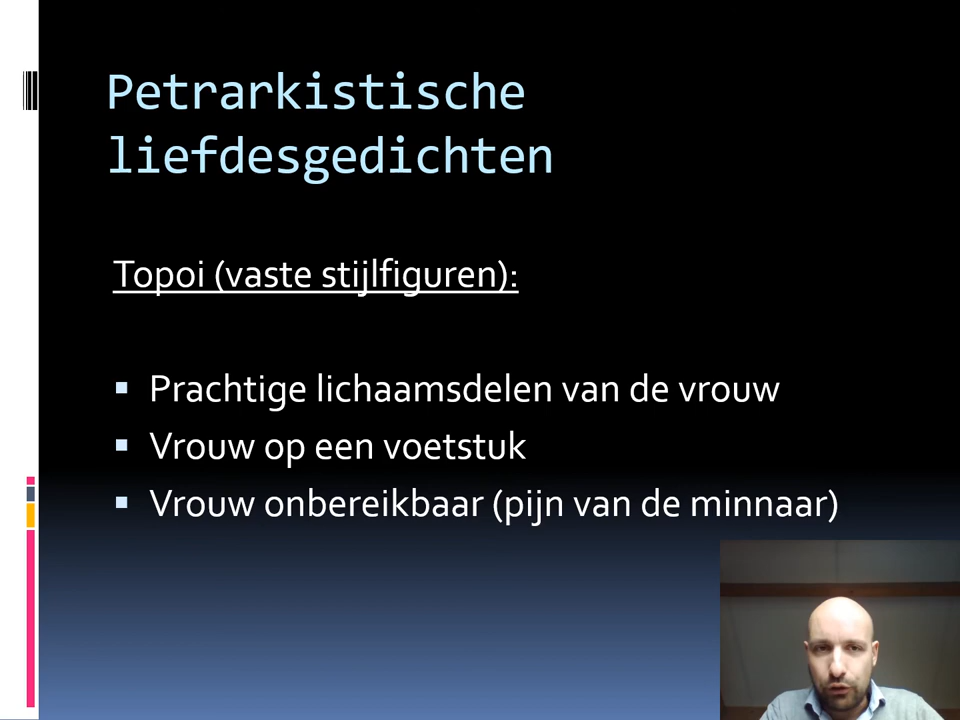 Petrarkistische
liefdesgedichten
Topoi (vaste stijlfiguren):
Prachtige lichaamsdelen van de vrouw
Vrouw op een voetstuk
Vrouw onbereikbaar (pijn van de minnaar)